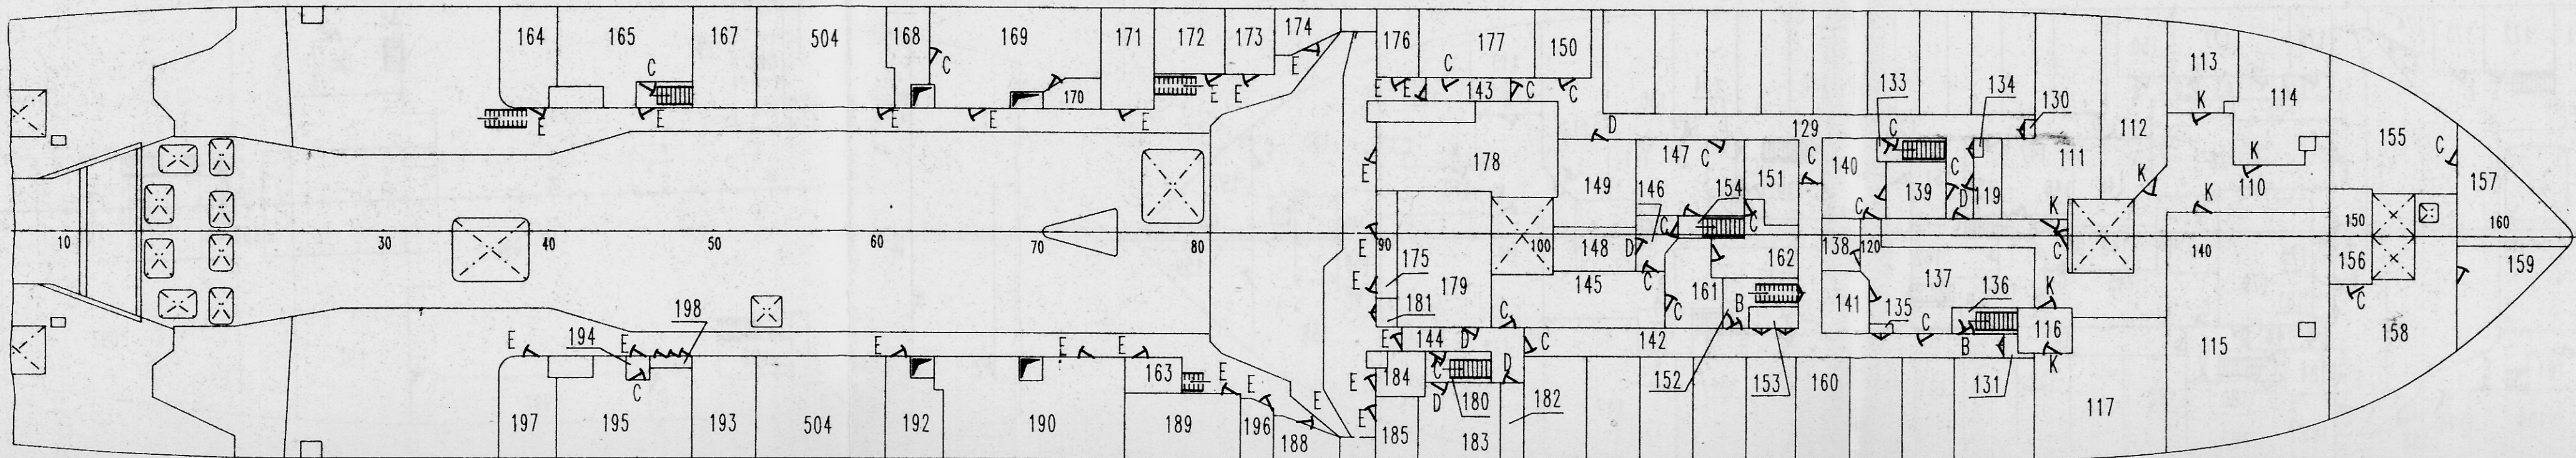 164 165 167 504 168 169 171 172 173 174 176 177 150 113
C C E C 133 134 130 114
E E E E 143 C C K
170
E E E E E D 129 C 112 155 C
178 147 C C 140 C 111 K
E 149 146 154 151 139 119 K 110 157
C D K K
10 30 40 50 60 70 80 E 90 100 148 D C 138 120 C 140 150 160
175 C 162 137 156 159
E 179 145 161 141 135 136 K C
181 B C
198 C 116 115 158
194 E E E E E E 144 D C 142 C B K
C 163 E 184 C D 152 153 160 131
E E E D 180 182 117
197 195 193 504 192 190 189 196 188 E 185 183